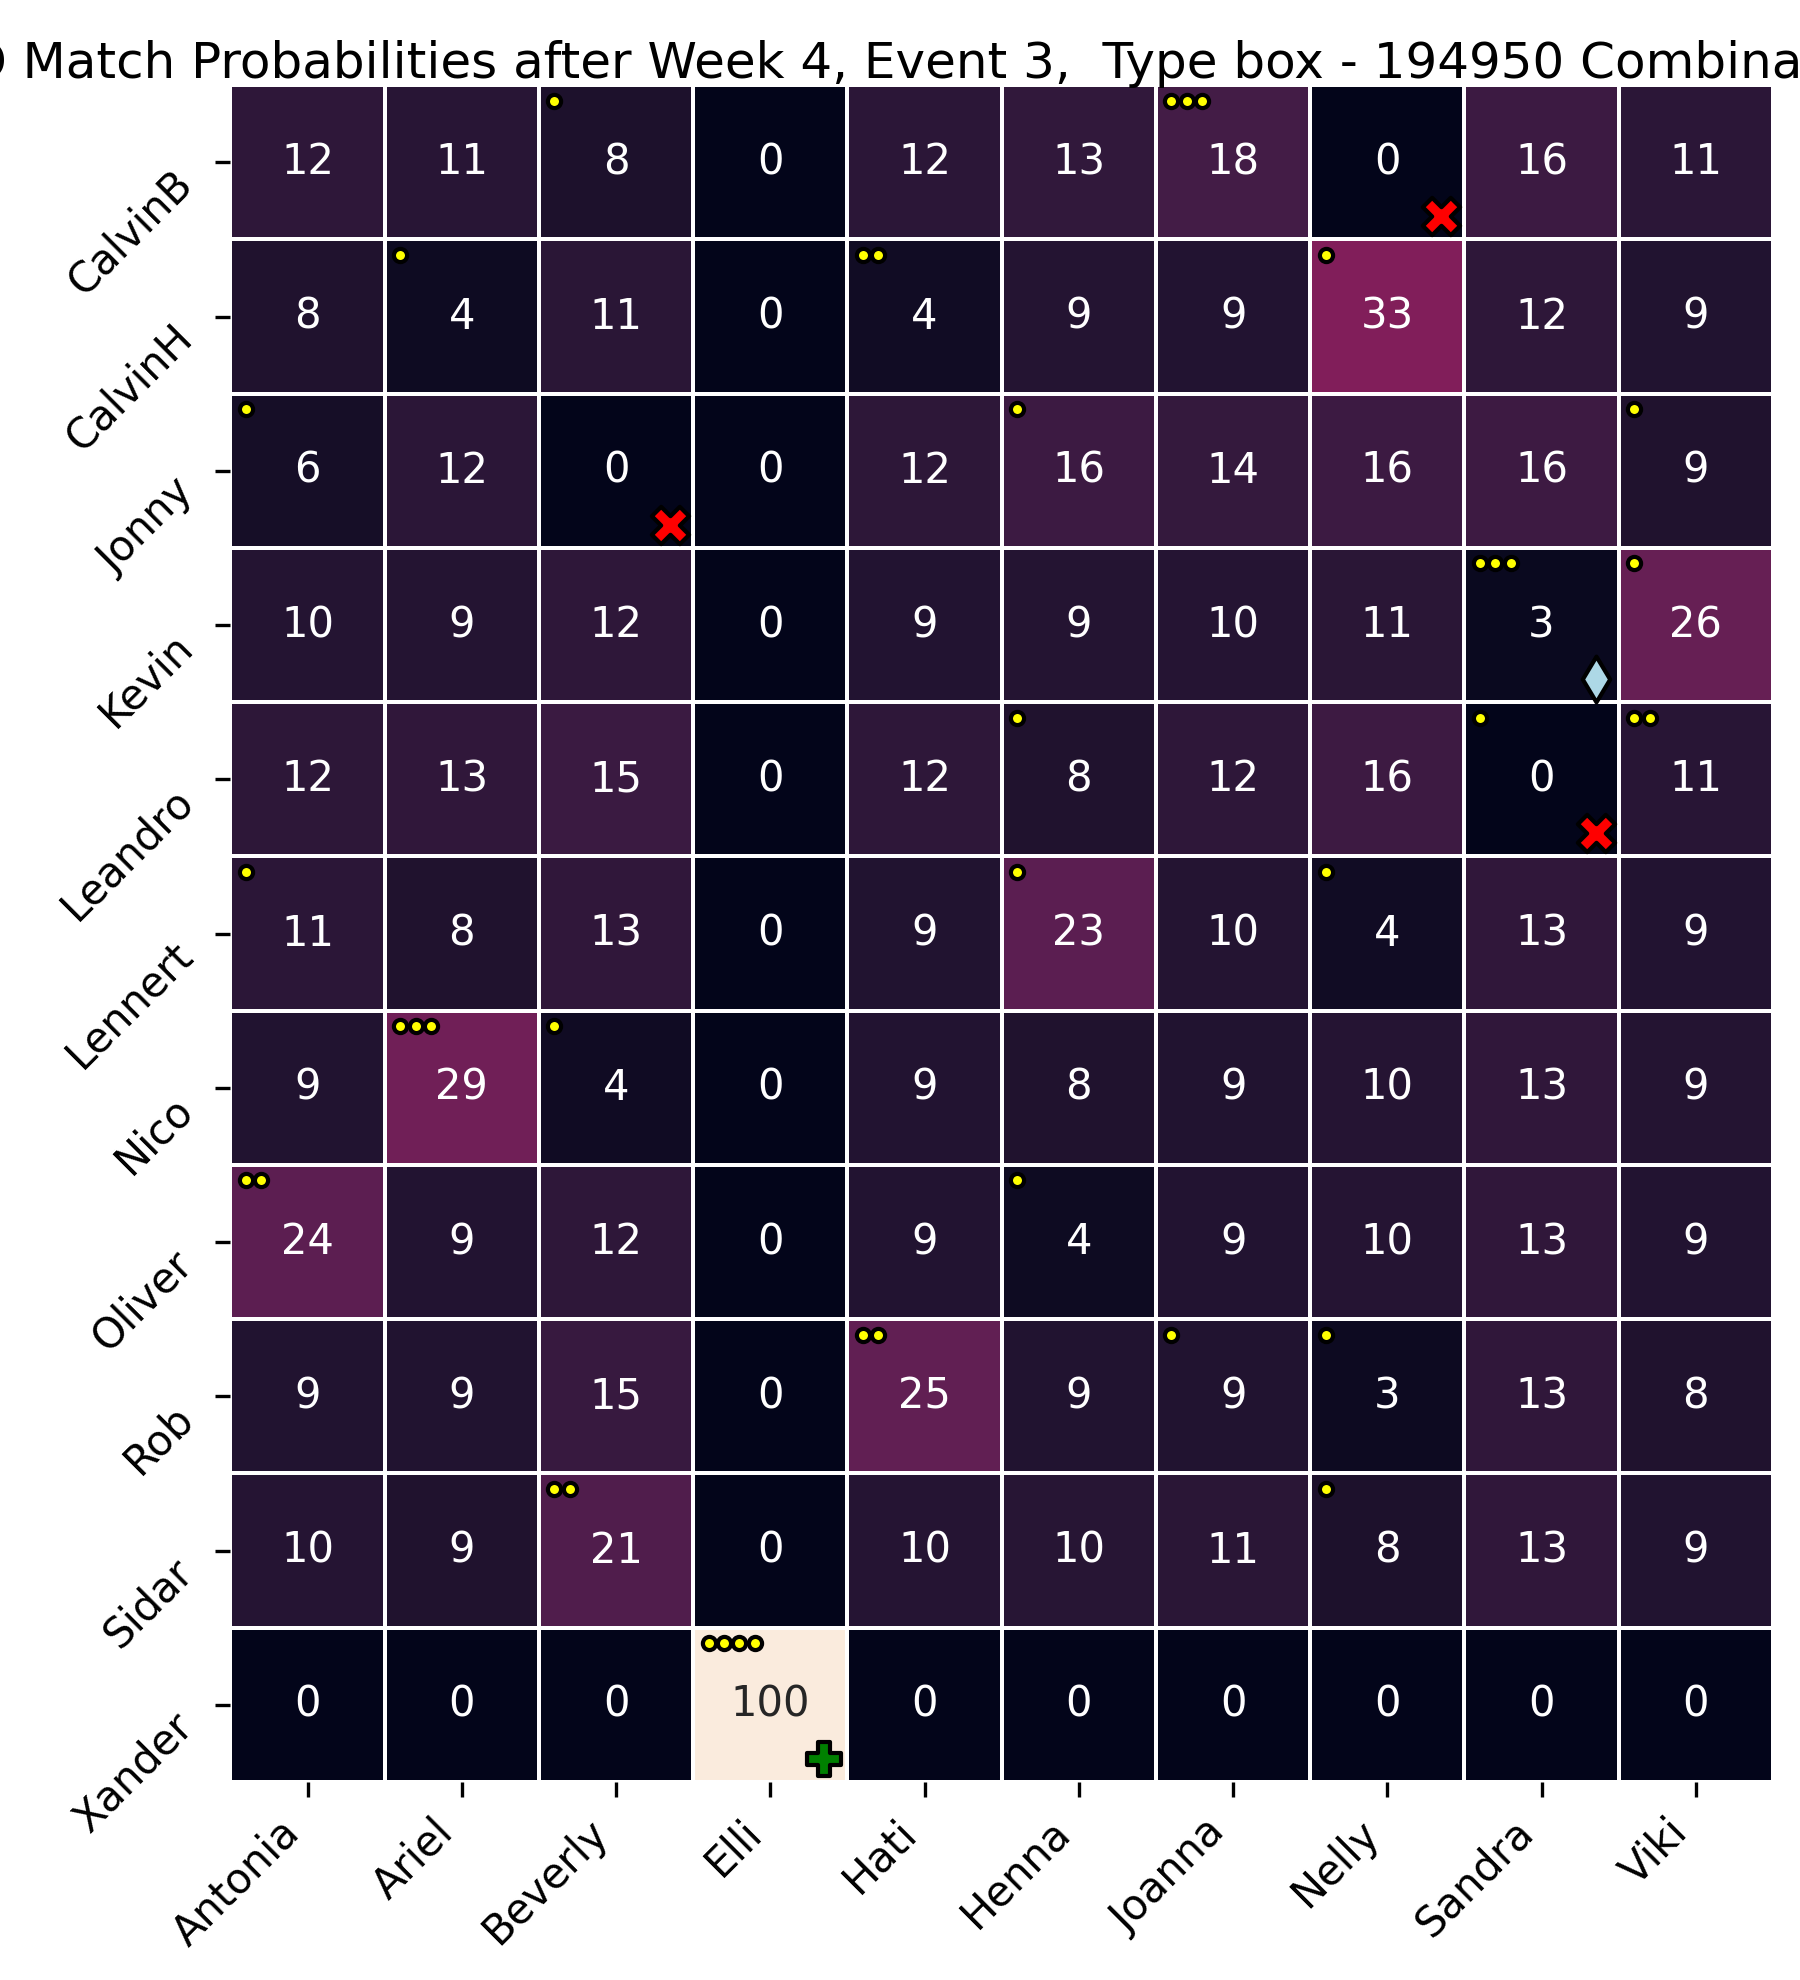 Match Probabilities after Week 4, Event 3, Type box - 194950
CalvinB 12 11 8 0 12 13 18 0 16 11
CalvinH 8 4 11 0 4 9 9 33 12 9
Jonny 6 12 0 0 12 16 14 16 16 9
Kevin 10 9 12 0 9 9 10 11 3 26
Leandro 12 13 15 0 12 8 12 16 0 11
Lennert 11 8 13 0 9 23 10 4 13 9
Nico 9 29 4 0 9 8 9 10 13 9
Oliver 24 9 12 0 9 4 9 10 13 9
Rob 9 9 15 0 25 9 9 3 13 8
Sidar 10 9 21 0 10 10 11 8 13 9
Xander 0 0 0 100 0 0 0 0 0 0
Antonia Ariel Beverly Elli Hati Henna Joanna Nelly Sandra Viki